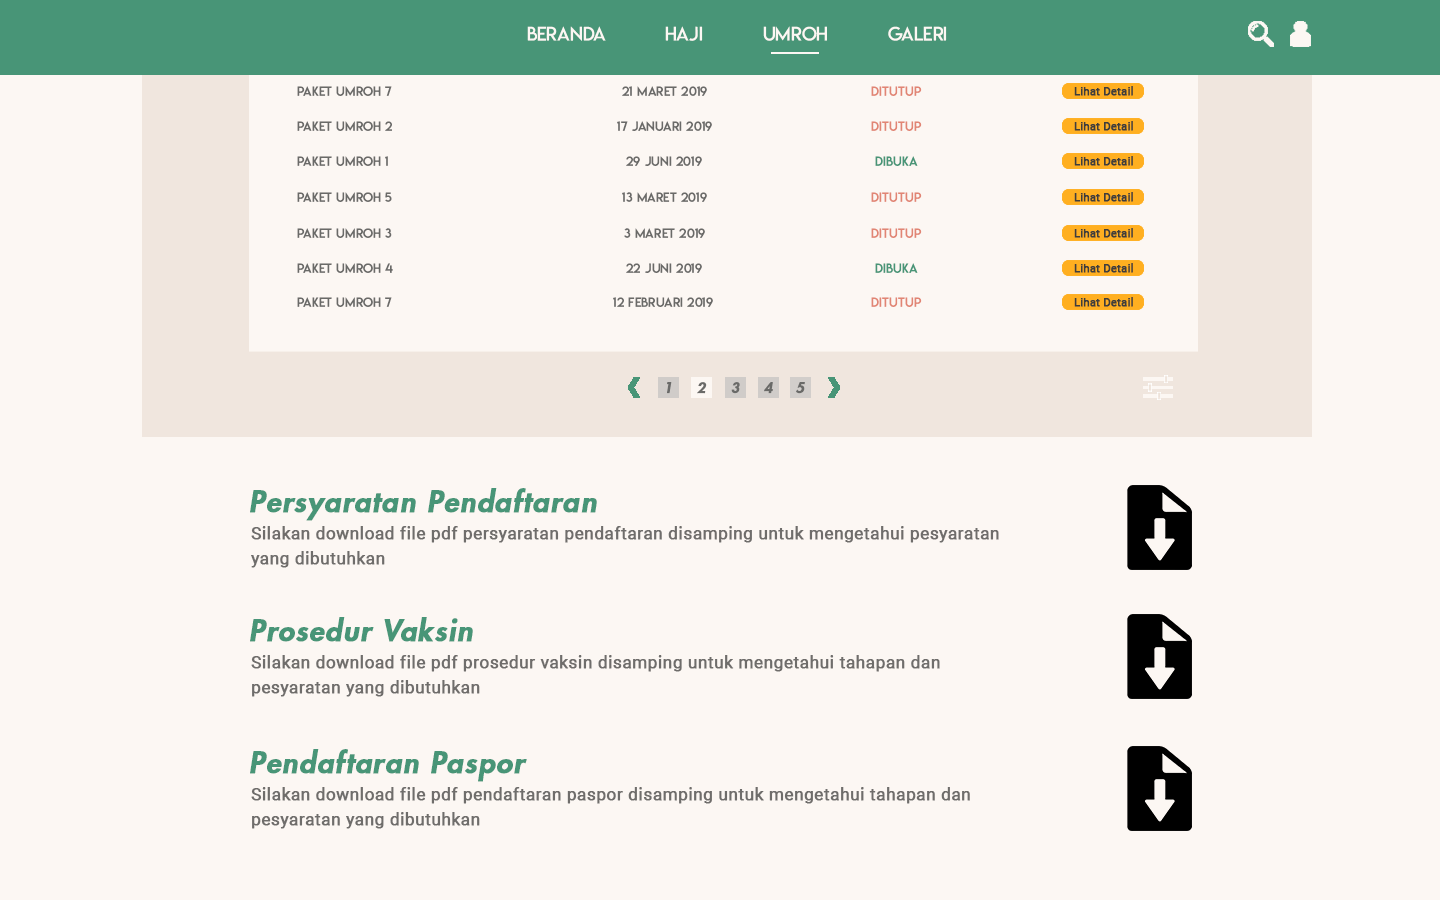 BERANDA HAJI UMROH GALERI
PAKET UMROH 7 21 MARET 2019 DITUTUP Lihat Detail
PAKET UMROH 2 17 JANUARI 2019 DITUTUP Lihat Detail
PAKET UMROH 1 29 JUNI 2019 DIBUKA Lihat Detail
PAKET UMROH 5 13 MARET 2019 DITUTUP Lihat Detail
PAKET UMROH 3 3 MARET 2019 DITUTUP Lihat Detail
PAKET UMROH 4 22 JUNI 2019 DIBUKA Lihat Detail
PAKET UMROH 7 12 FEBRUARI 2019 DITUTUP Lihat Detail
1 2 3 4 5
Persyaratan Pendaftaran
Silakan download file pdf persyaratan pendaftaran disamping untuk mengetahui pesyaratan
yang dibutuhkan
Prosedur Vaksin
Silakan download file pdf prosedur vaksin disamping untuk mengetahui tahapan dan
pesyaratan yang dibutuhkan
Pendaftaran Paspor
Silakan download file pdf pendaftaran paspor disamping untuk mengetahui tahapan dan
pesyaratan yang dibutuhkan